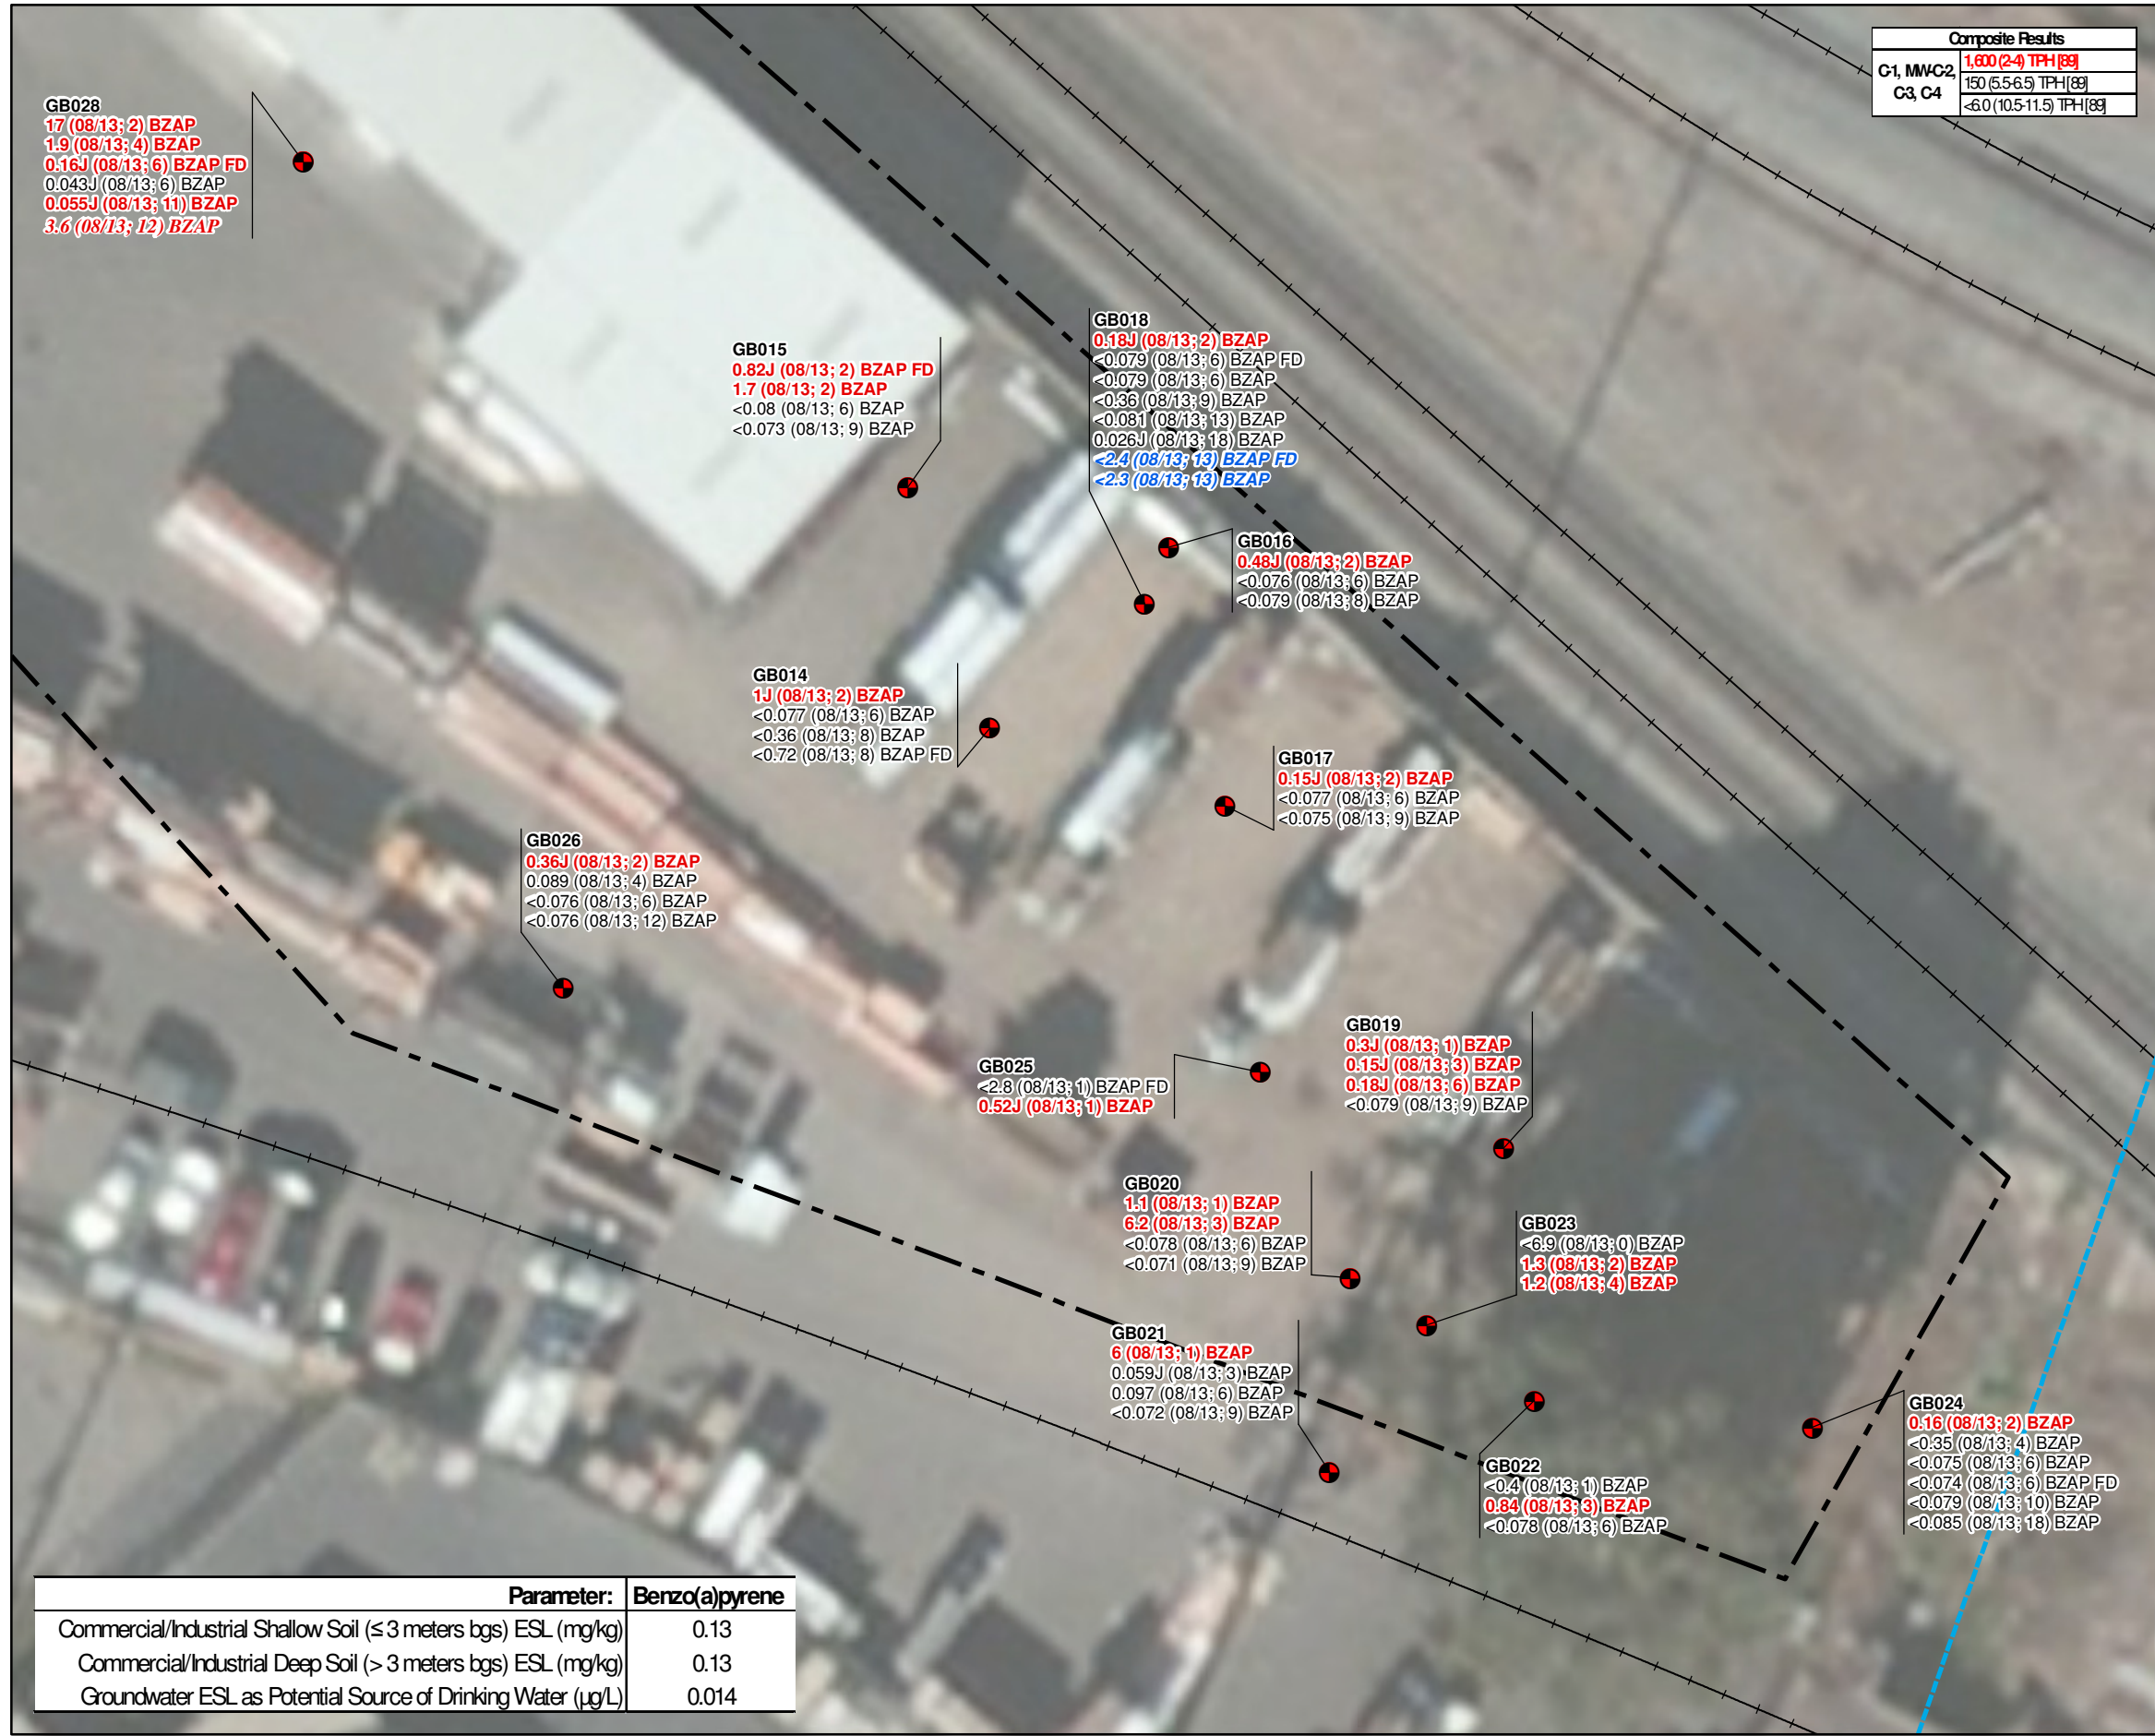 Composite Results
C-1, MW-C-2, C-3, C-4
1,600 (2-4) TPH [89]
150 (5.5-6.5) TPH [89]
<6.0 (10.5-11.5) TPH [89]
GB028
17 (08/13; 2) BZAP
1.9 (08/13; 4) BZAP
0.16J (08/13; 6) BZAP FD
0.043J (08/13; 6) BZAP
0.055J (08/13; 11) BZAP
3.6 (08/13; 12) BZAP
GB018
0.18J (08/13; 2) BZAP
<0.079 (08/13; 6) BZAP FD
<0.079 (08/13; 6) BZAP
<0.36 (08/13; 9) BZAP
<0.081 (08/13; 13) BZAP
0.026J (08/13; 18) BZAP
<2.4 (08/13; 13) BZAP FD
<2.3 (08/13; 13) BZAP
GB015
0.82J (08/13; 2) BZAP FD
1.7 (08/13; 2) BZAP
<0.08 (08/13; 6) BZAP
<0.073 (08/13; 9) BZAP
GB016
0.48J (08/13; 2) BZAP
<0.076 (08/13; 6) BZAP
<0.079 (08/13; 8) BZAP
GB014
1J (08/13; 2) BZAP
<0.077 (08/13; 6) BZAP
<0.36 (08/13; 8) BZAP
<0.72 (08/13; 8) BZAP FD
GB017
0.15J (08/13; 2) BZAP
<0.077 (08/13; 6) BZAP
<0.075 (08/13; 9) BZAP
GB026
0.36J (08/13; 2) BZAP
0.089 (08/13; 4) BZAP
<0.076 (08/13; 6) BZAP
<0.076 (08/13; 12) BZAP
GB019
0.3J (08/13; 1) BZAP
0.15J (08/13; 3) BZAP
0.18J (08/13; 6) BZAP
<0.079 (08/13; 9) BZAP
GB025
<2.8 (08/13; 1) BZAP FD
0.52J (08/13; 1) BZAP
GB020
1.1 (08/13; 1) BZAP
6.2 (08/13; 3) BZAP
<0.078 (08/13; 6) BZAP
<0.071 (08/13; 9) BZAP
GB023
<6.9 (08/13; 0) BZAP
1.3 (08/13; 2) BZAP
1.2 (08/13; 4) BZAP
GB021
6 (08/13; 1) BZAP
0.059J (08/13; 3) BZAP
0.097 (08/13; 6) BZAP
<0.072 (08/13; 9) BZAP
GB024
0.16 (08/13; 2) BZAP
<0.35 (08/13; 4) BZAP
<0.075 (08/13; 6) BZAP
<0.074 (08/13; 6) BZAP FD
<0.079 (08/13; 10) BZAP
<0.085 (08/13; 18) BZAP
GB022
<0.4 (08/13; 1) BZAP
0.84 (08/13; 3) BZAP
<0.078 (08/13; 6) BZAP
Parameter: Benzo(a)pyrene
Commercial/Industrial Shallow Soil (≤ 3 meters bgs) ESL (mg/kg) 0.13
Commercial/Industrial Deep Soil (> 3 meters bgs) ESL (mg/kg) 0.13
Groundwater ESL as Potential Source of Drinking Water (µg/L) 0.014